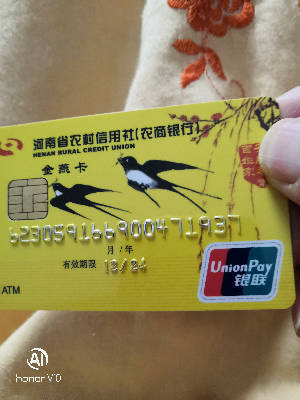 河南省农村信用社(农商银行)
HENAN RURAL CREDIT UNION
金燕卡
623059166900471937
月/年
有效期限
ATM
UnionPay
银联
AI
honor V10